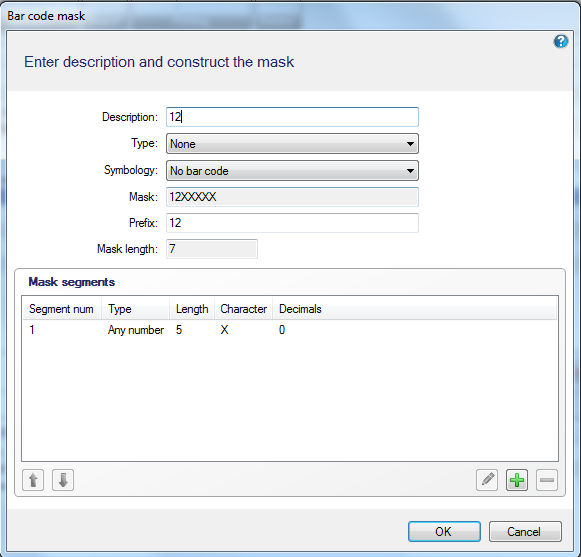 Bar code mask
?
Enter description and construct the mask
Description: 12
Type: None
Symbology: No bar code
Mask: 12XXXXX
Prefix: 12
Mask length: 7
Mask segments
Segment num Type Length Character Decimals
1 Any number 5 X 0
OK Cancel